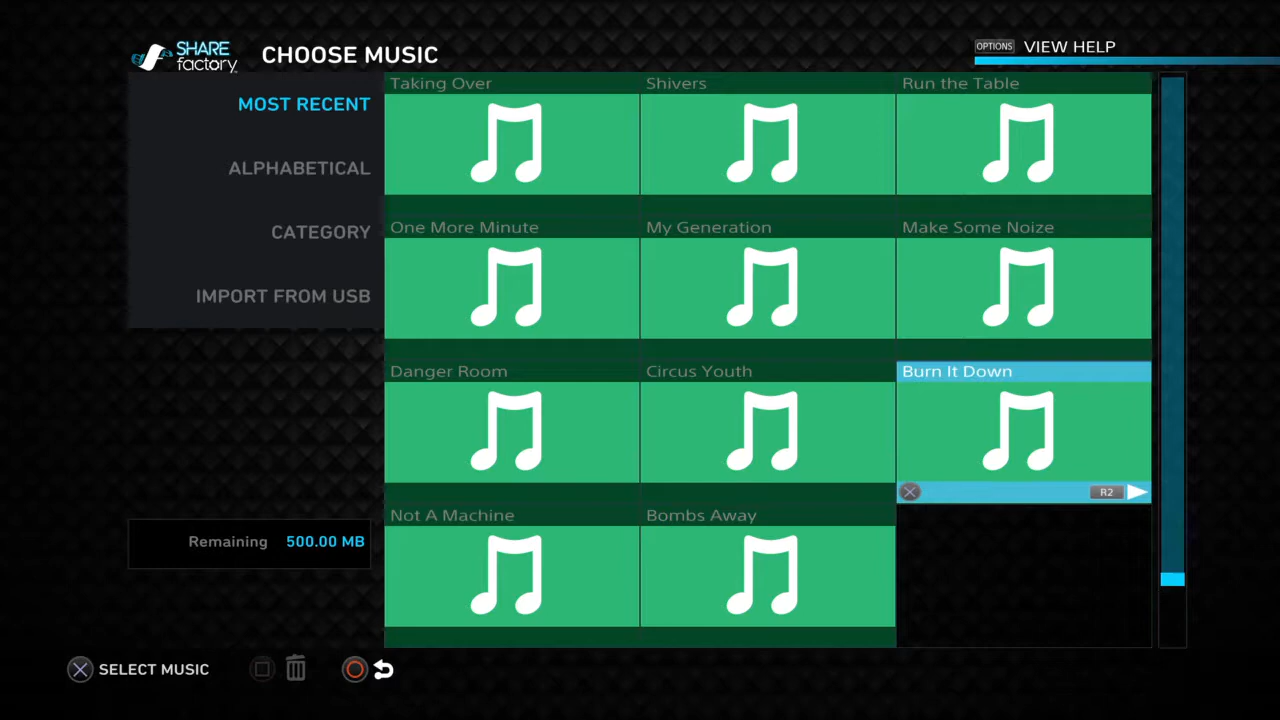 SHARE
factory
CHOOSE MUSIC
OPTIONS VIEW HELP
MOST RECENT
ALPHABETICAL
CATEGORY
IMPORT FROM USB
Taking Over
Shivers
Run the Table
One More Minute
My Generation
Make Some Noize
Danger Room
Circus Youth
Burn It Down
R2
Not A Machine
Bombs Away
Remaining 500.00 MB
SELECT MUSIC